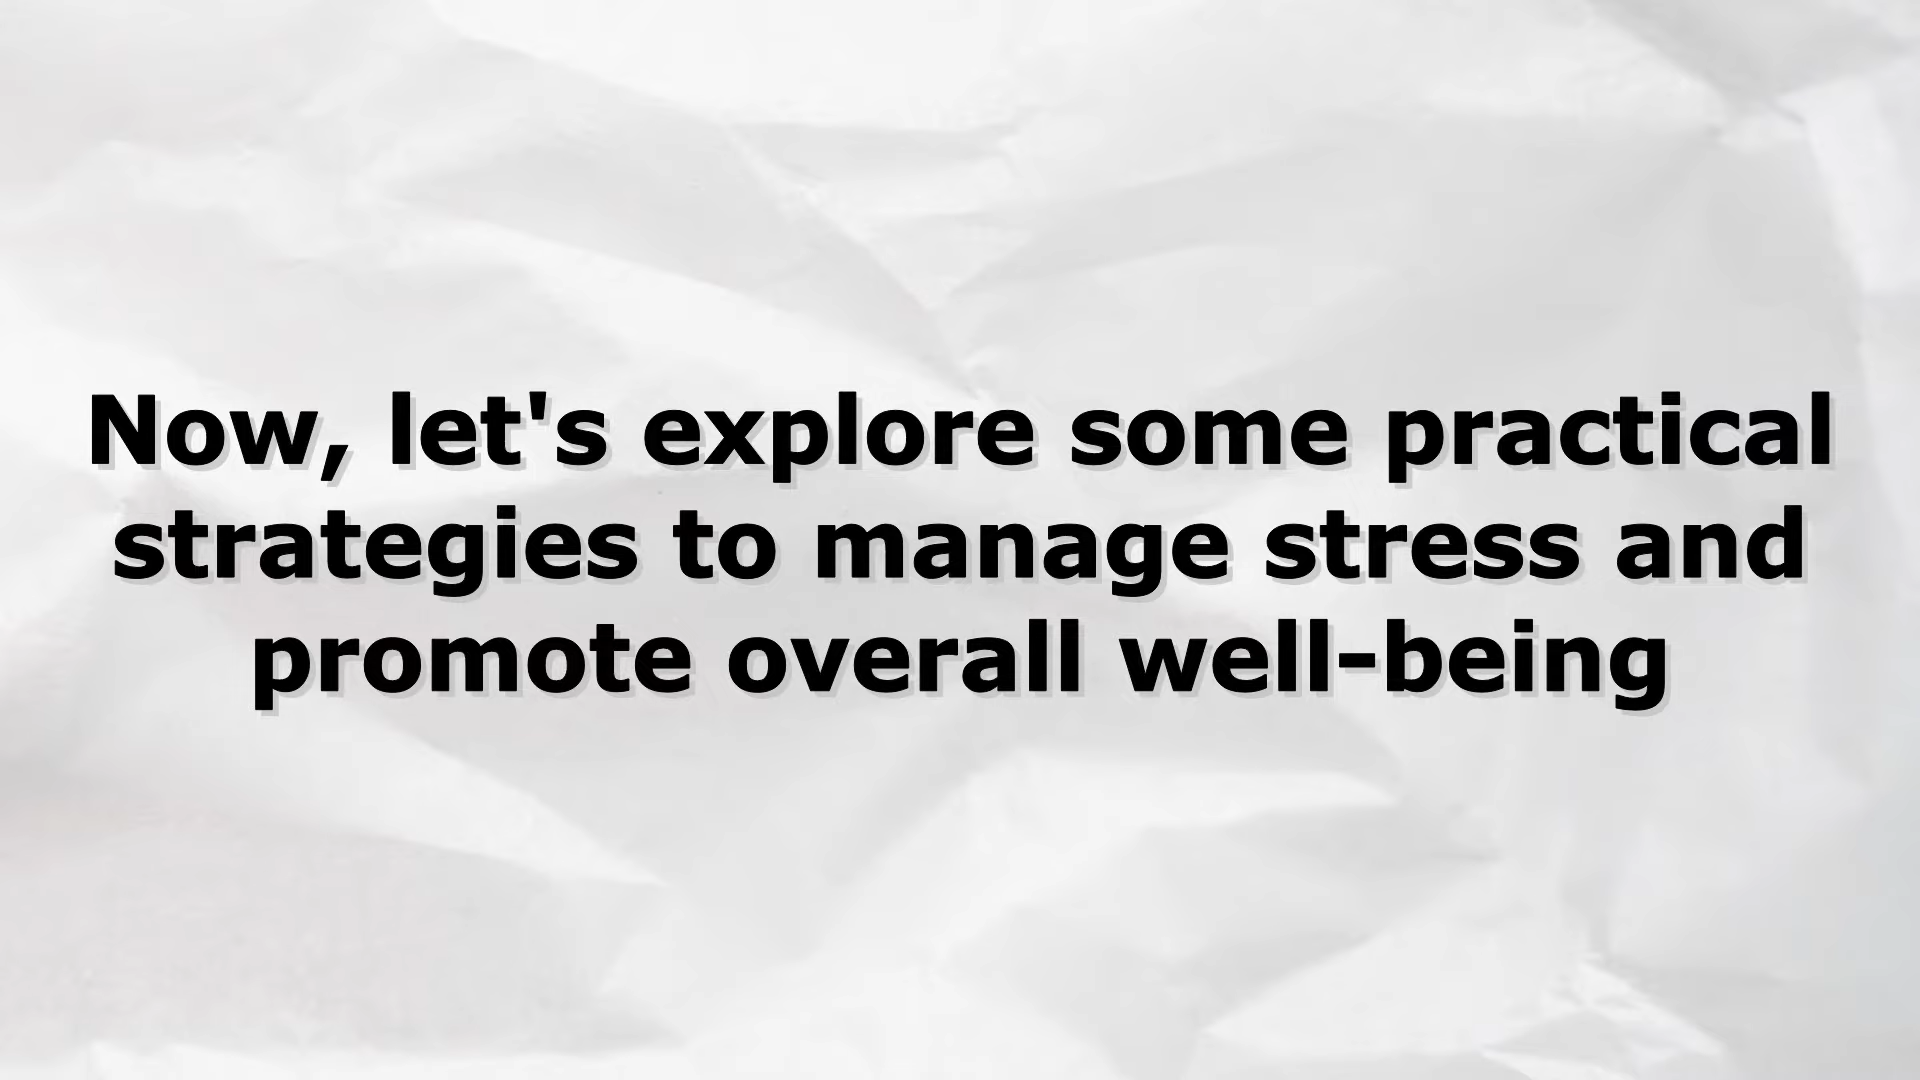 Now, let's explore some practical
strategies to manage stress and
promote overall well-being